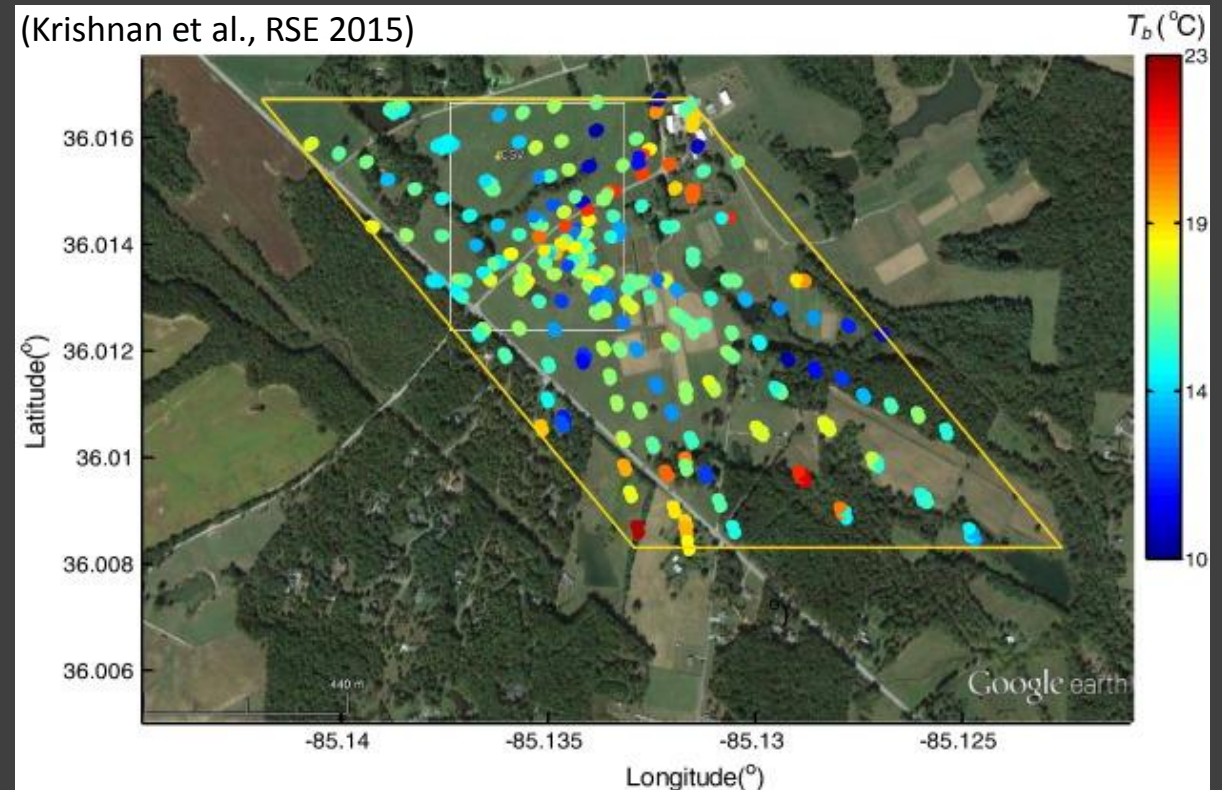 (Krishnan et al., RSE 2015)
T_b (°C)
23
19
14
10
Latitude(°)
36.016
36.014
36.012
36.01
36.008
36.006
440 m
Google earth
-85.14
-85.135
-85.13
-85.125
Longitude(°)